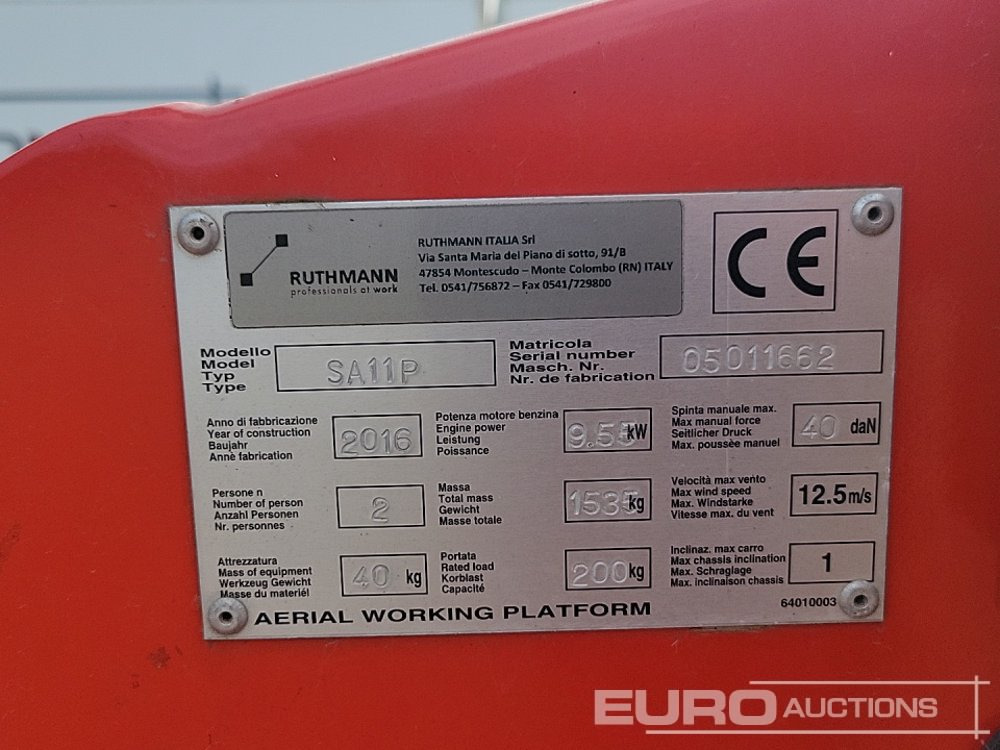 RUTHMANN
professionals at work
RUTHMANN ITALIA Srl
Via Santa Maria del Piano di sotto, 91/B
47854 Montescudo – Monte Colombo (RN) ITALY
Tel. 0541/756872 – Fax 0541/729800
CE
Modello
Model
Typ
Type
SA11P
Matricola
Serial number
Masch. Nr.
Nr. de fabrication
05011662
Anno di fabbricazione
Year of construction
Baujahr
Annè fabrication
2016
Potenza motore benzina
Engine power
Leistung
Poissance
9.55 kW
Spinta manuale max.
Max manual force
Seitlicher Druck
Max. poussèe manuel
40 daN
Persone n
Number of person
Anzahl Personen
Nr. personnes
2
Massa
Total mass
Gewicht
Masse totale
1535 kg
Velocità max vento
Max wind speed
Max. Windstarke
Vitesse max. du vent
12.5 m/s
Attrezzatura
Mass of equipment
Werkzeug Gewicht
Masse du materiél
40 kg
Portata
Rated load
Korblast
Capacité
200 kg
Inclinaz. max carro
Max chassis inclination
Max. Schraglage
Max. inclinaison chassis
1
AERIAL WORKING PLATFORM
64010003
EURO AUCTIONS